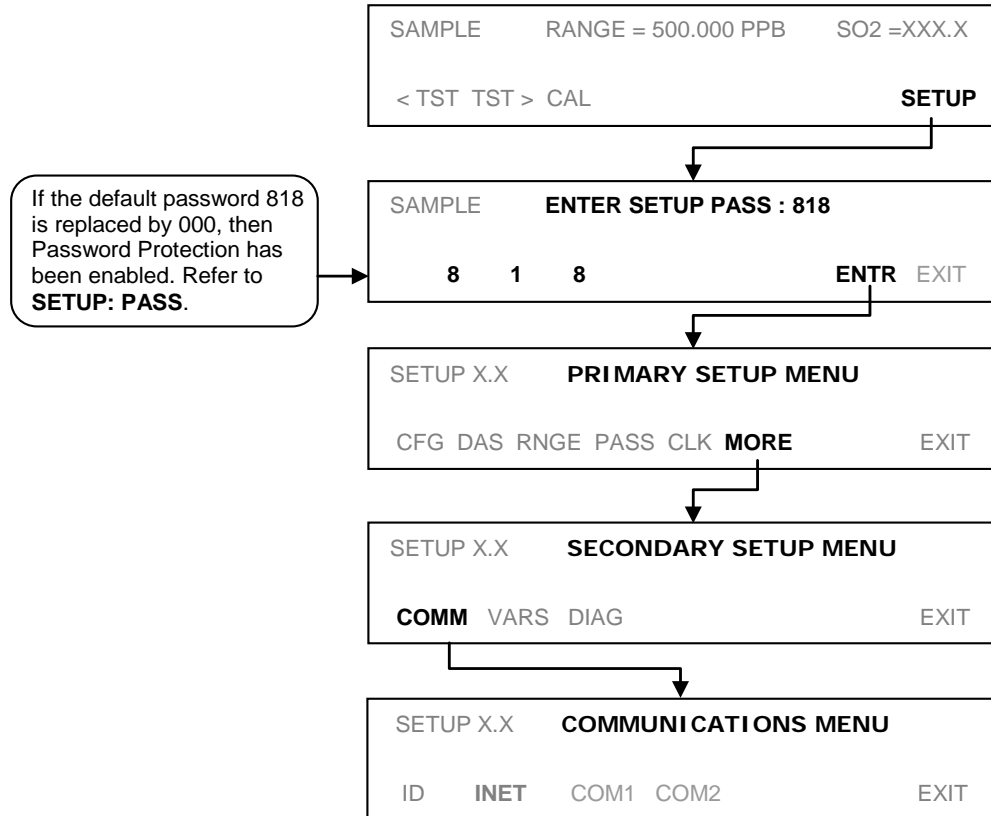 SAMPLE RANGE = 500.000 PPB SO2 =XXX.X
< TST TST > CAL SETUP
If the default password 818
is replaced by 000, then
Password Protection has
been enabled. Refer to
SETUP: PASS.
SAMPLE ENTER SETUP PASS : 818
8 1 8 ENTR EXIT
SETUP X.X PRIMARY SETUP MENU
CFG DAS RNGE PASS CLK MORE EXIT
SETUP X.X SECONDARY SETUP MENU
COMM VARS DIAG EXIT
SETUP X.X COMMUNICATIONS MENU
ID INET COM1 COM2 EXIT